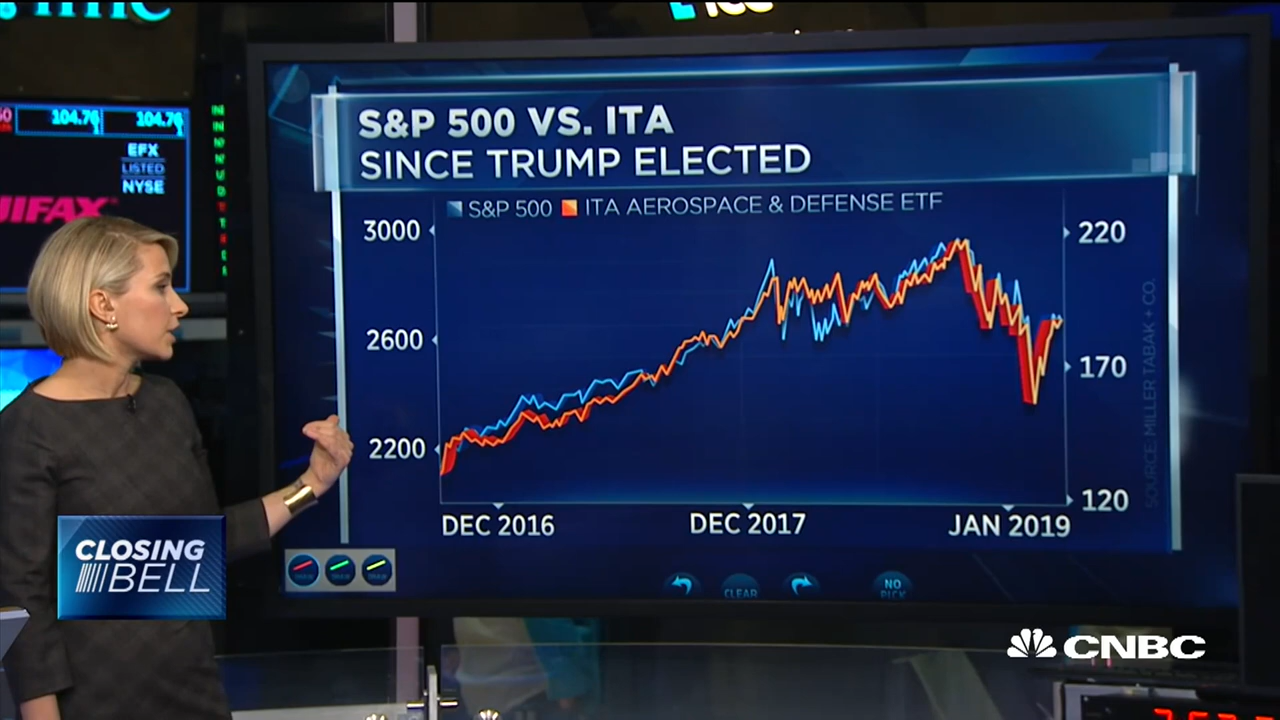 104.76
104.76
EFX
LISTED
NYSE
S&P 500 VS. ITA
SINCE TRUMP ELECTED
S&P 500
ITA AEROSPACE & DEFENSE ETF
3000
2600
2200
220
170
120
DEC 2016
DEC 2017
JAN 2019
SOURCE: MILLER TABAK + CO.
CLOSING
BELL
CLEAR
NO
PICK
CNBC